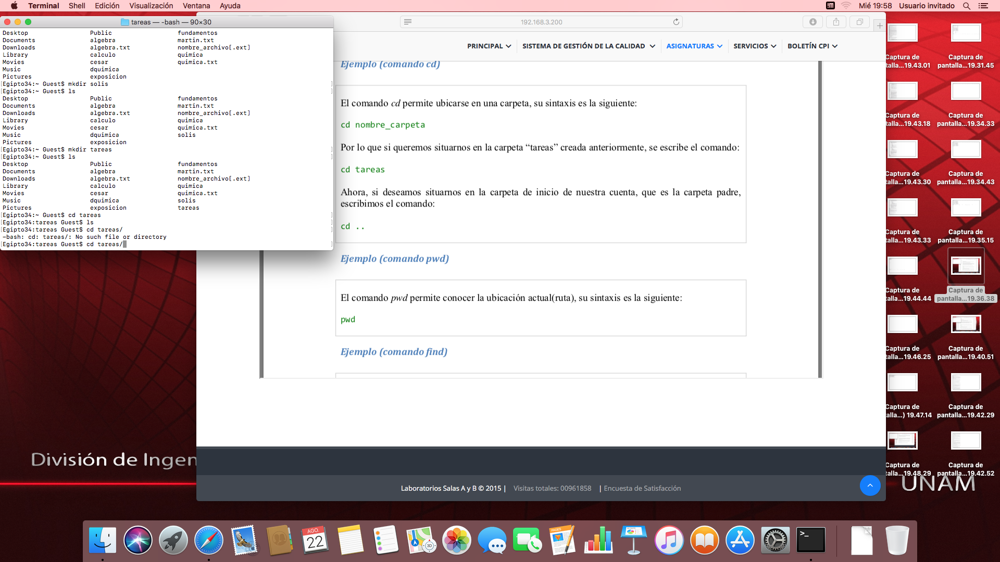 Terminal Shell Edición Visualización Ventana Ayuda Mié 19:58 Usuario invitado
tareas — -bash — 90×30
Desktop Public fundamentos
Documents algebra martin.txt
Downloads algebra.txt nombre_archivo[.ext]
Library calculo quimica
Movies cesar quimica.txt
Music dquimica
Pictures exposicion
[Egipto34:~ Guest$ mkdir solis ]
[Egipto34:~ Guest$ ls ]
Desktop Public fundamentos
Documents algebra martin.txt
Downloads algebra.txt nombre_archivo[.ext]
Library calculo quimica
Movies cesar quimica.txt
Music dquimica solis
Pictures exposicion
[Egipto34:~ Guest$ mkdir tareas ]
[Egipto34:~ Guest$ ls ]
Desktop Public fundamentos
Documents algebra martin.txt
Downloads algebra.txt nombre_archivo[.ext]
Library calculo quimica
Movies cesar quimica.txt
Music dquimica solis
Pictures exposicion tareas
[Egipto34:~ Guest$ cd tareas ]
[Egipto34:tareas Guest$ ls ]
[Egipto34:tareas Guest$ cd tareas/ ]
-bash: cd: tareas/: No such file or directory
[Egipto34:tareas Guest$ cd tareas/ ]
192.168.3.200
PRINCIPAL SISTEMA DE GESTIÓN DE LA CALIDAD ASIGNATURAS SERVICIOS BOLETÍN CPI
Ejemplo (comando cd)
El comando cd permite ubicarse en una carpeta, su sintaxis es la siguiente:
cd nombre_carpeta
Por lo que si queremos situarnos en la carpeta “tareas” creada anteriormente, se escribe el comando:
cd tareas
Ahora, si deseamos situarnos en la carpeta de inicio de nuestra cuenta, que es la carpeta padre,
escribimos el comando:
cd ..
Ejemplo (comando pwd)
El comando pwd permite conocer la ubicación actual(ruta), su sintaxis es la siguiente:
pwd
Ejemplo (comando find)
Laboratorios Salas A y B © 2015 | Visitas totales: 00961858 | Encuesta de Satisfacción
Captura de
talla...19.43.01
Captura de
pantalla...19.31.45
Captura de
talla...19.43.18
Captura de
pantalla...19.34.33
Captura de
talla...19.43.30
Captura de
pantalla...19.34.43
Captura de
talla...19.43.33
Captura de
pantalla...19.35.15
Captura de
talla...19.44.44
Captura de
pantalla...19.36.38
Captura de
talla...19.46.25
Captura de
pantalla...19.40.51
Captura de
alla...) 19.47.14
Captura de
pantalla...19.42.29
Captura de
talla...19.48.29
Captura de
pantalla...19.42.52
División de Ingen
UNAM
AGO.
22
PAGES
3D
>_